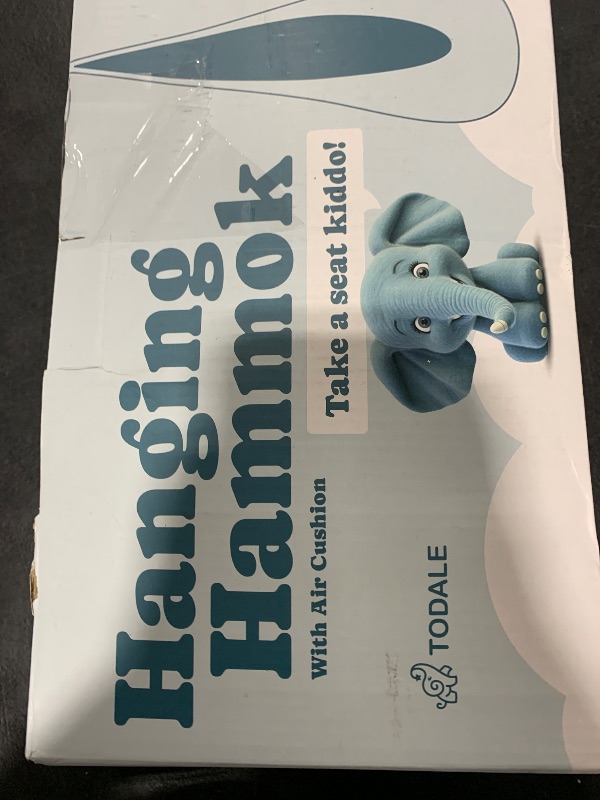 Hanging
Hammok
With Air Cushion
Take a seat kiddo!
TODALE